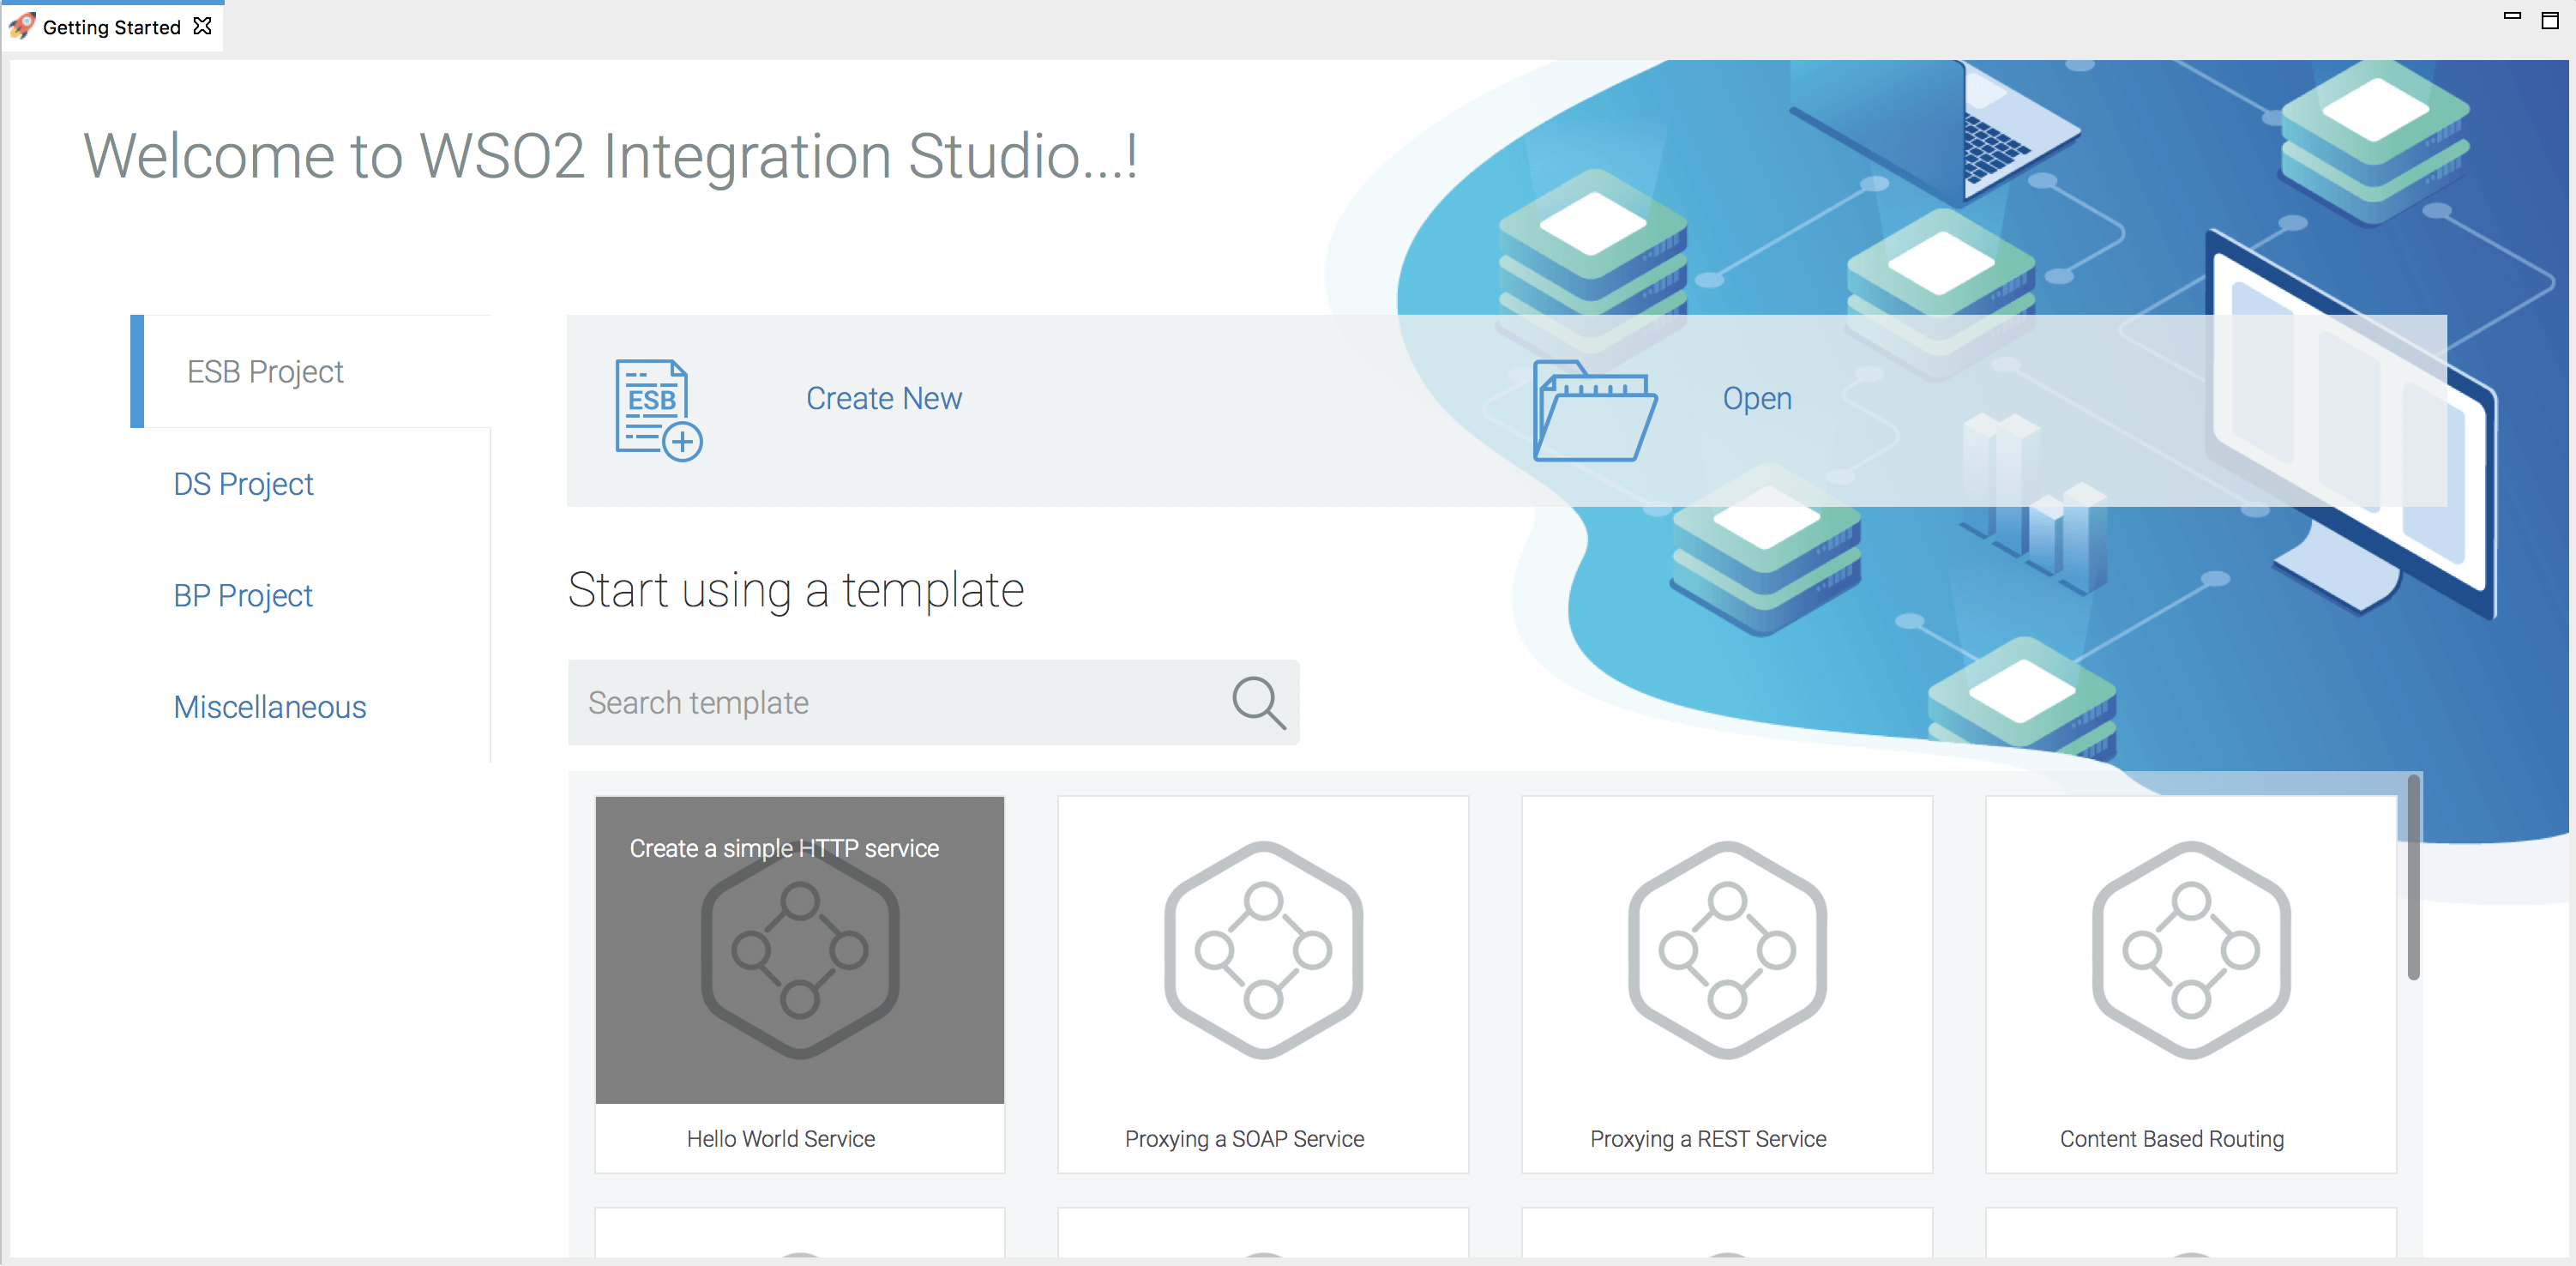 Getting Started
Welcome to WSO2 Integration Studio...!
ESB Project
DS Project
BP Project
Miscellaneous
ESB
Create New
Open
Start using a template
Search template
Create a simple HTTP service
Hello World Service
Proxying a SOAP Service
Proxying a REST Service
Content Based Routing